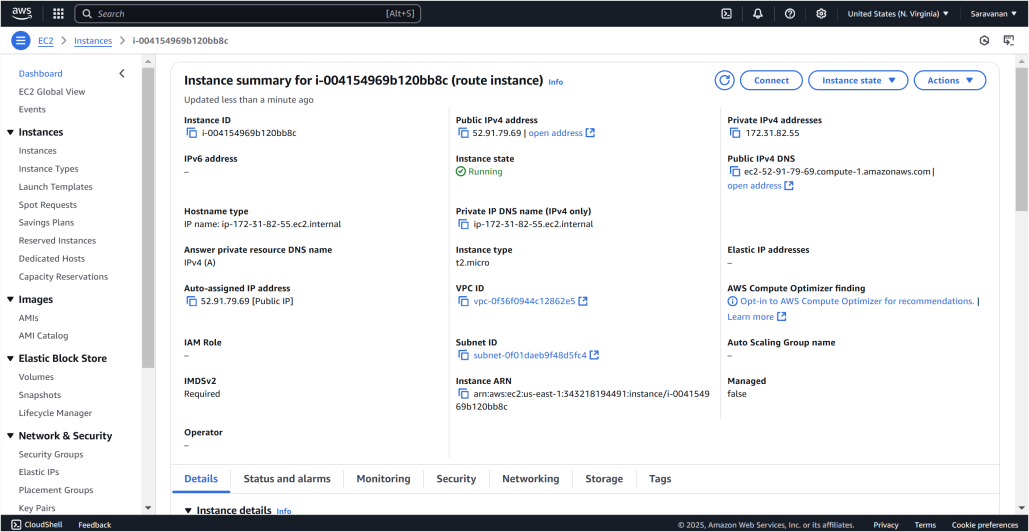 aws
Search [Alt+S]
United States (N. Virginia) ▼ Saravanan ▼
EC2 > Instances > i-004154969b120bb8c
Dashboard
EC2 Global View
Events
▼ Instances
Instances
Instance Types
Launch Templates
Spot Requests
Savings Plans
Reserved Instances
Dedicated Hosts
Capacity Reservations
▼ Images
AMIs
AMI Catalog
▼ Elastic Block Store
Volumes
Snapshots
Lifecycle Manager
▼ Network & Security
Security Groups
Elastic IPs
Placement Groups
Key Pairs
Instance summary for i-004154969b120bb8c (route instance) Info
Updated less than a minute ago
Connect
Instance state ▼
Actions ▼
Instance ID
i-004154969b120bb8c
Public IPv4 address
52.91.79.69 | open address
Private IPv4 addresses
172.31.82.55
IPv6 address
–
Instance state
Running
Public IPv4 DNS
ec2-52-91-79-69.compute-1.amazonaws.com |
open address
Hostname type
IP name: ip-172-31-82-55.ec2.internal
Private IP DNS name (IPv4 only)
ip-172-31-82-55.ec2.internal
Answer private resource DNS name
IPv4 (A)
Instance type
t2.micro
Elastic IP addresses
–
Auto-assigned IP address
52.91.79.69 [Public IP]
VPC ID
vpc-0f36f0944c12862e5
AWS Compute Optimizer finding
Opt-in to AWS Compute Optimizer for recommendations. |
Learn more
IAM Role
–
Subnet ID
subnet-0f01daeb9f48d5fc4
Auto Scaling Group name
–
IMDSv2
Required
Instance ARN
arn:aws:ec2:us-east-1:343218194491:instance/i-0041549
69b120bb8c
Managed
false
Operator
–
Details
Status and alarms
Monitoring
Security
Networking
Storage
Tags
▼ Instance details Info
CloudShell Feedback
© 2025, Amazon Web Services, Inc. or its affiliates. Privacy Terms Cookie preferences